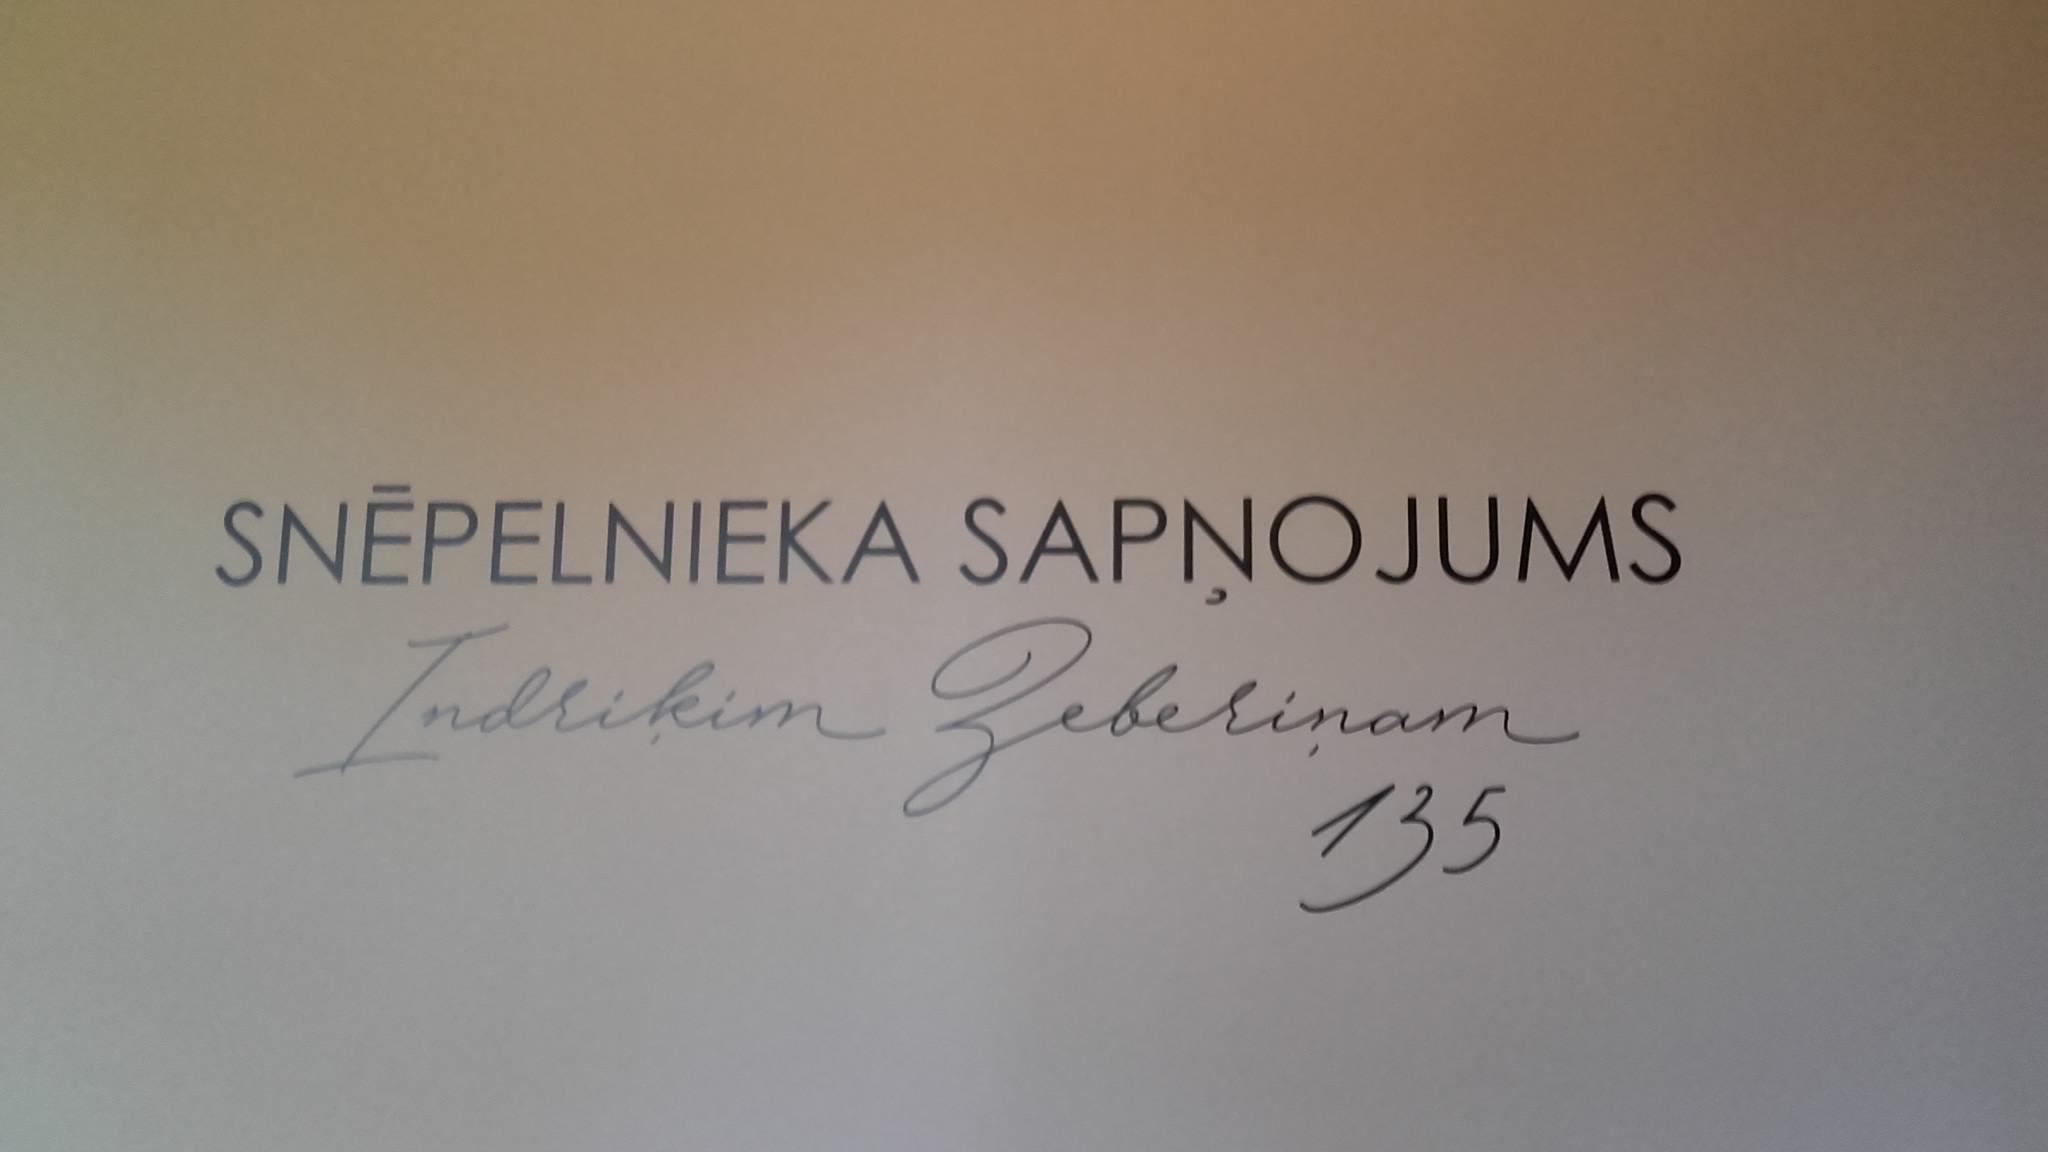 SNĒPELNIEKA SAPŅOJUMS
Indriķim Zeberiņam
135